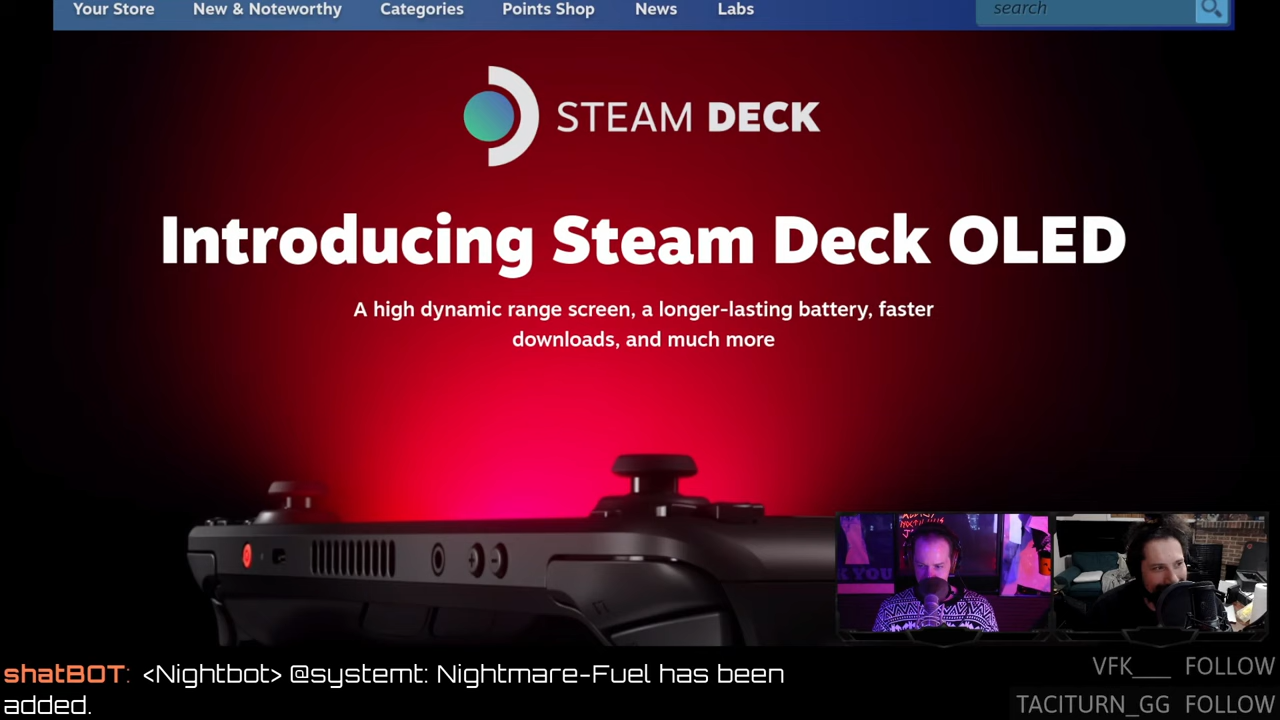 Your Store New & Noteworthy Categories Points Shop News Labs search
STEAM DECK
Introducing Steam Deck OLED
A high dynamic range screen, a longer-lasting battery, faster
downloads, and much more
shatBOT: <Nightbot> @systemt: Nightmare-Fuel has been
added.
VFK___ FOLLOW
TACITURN_GG FOLLOW